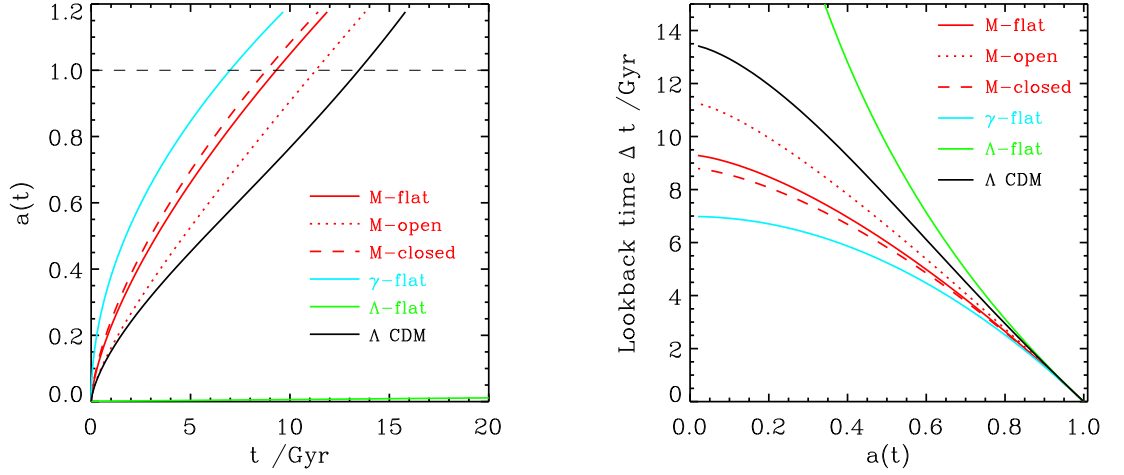 a(t)
1.2
1.0
0.8
0.6
0.4
0.2
0.0
M-flat
M-open
M-closed
γ-flat
Λ-flat
Λ CDM
0 5 10 15 20
t /Gyr
Lookback time Δ t /Gyr
14
12
10
8
6
4
2
0
M-flat
M-open
M-closed
γ-flat
Λ-flat
Λ CDM
0.0 0.2 0.4 0.6 0.8 1.0
a(t)